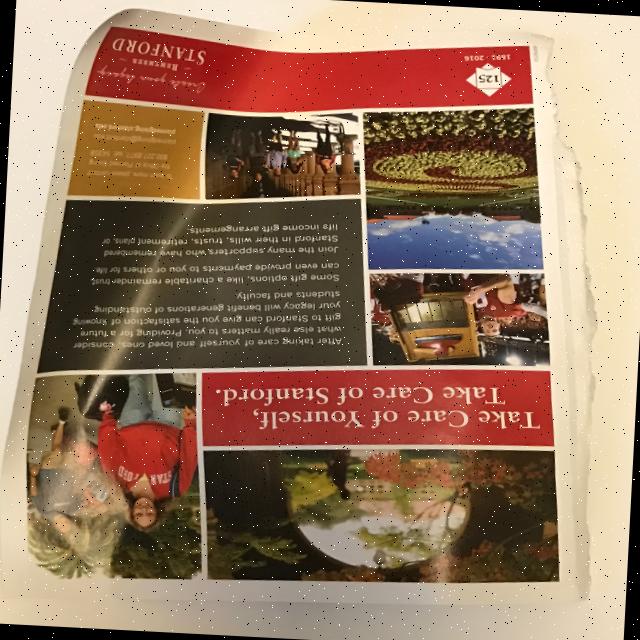 Take Care of Yourself,
Take Care of Stanford.
After taking care of yourself and loved ones, consider
what else really matters to you. Providing for a future
gift to Stanford can give you the satisfaction of knowing
your legacy will benefit generations of outstanding
students and faculty.
Some gift options, like a charitable remainder trust
can even provide payments to you or others for life.
Join the many supporters who have remembered
Stanford in their wills, trusts, retirement plans, or
life income gift arrangements.
125
Create your legacy
REMEMBER
STANFORD